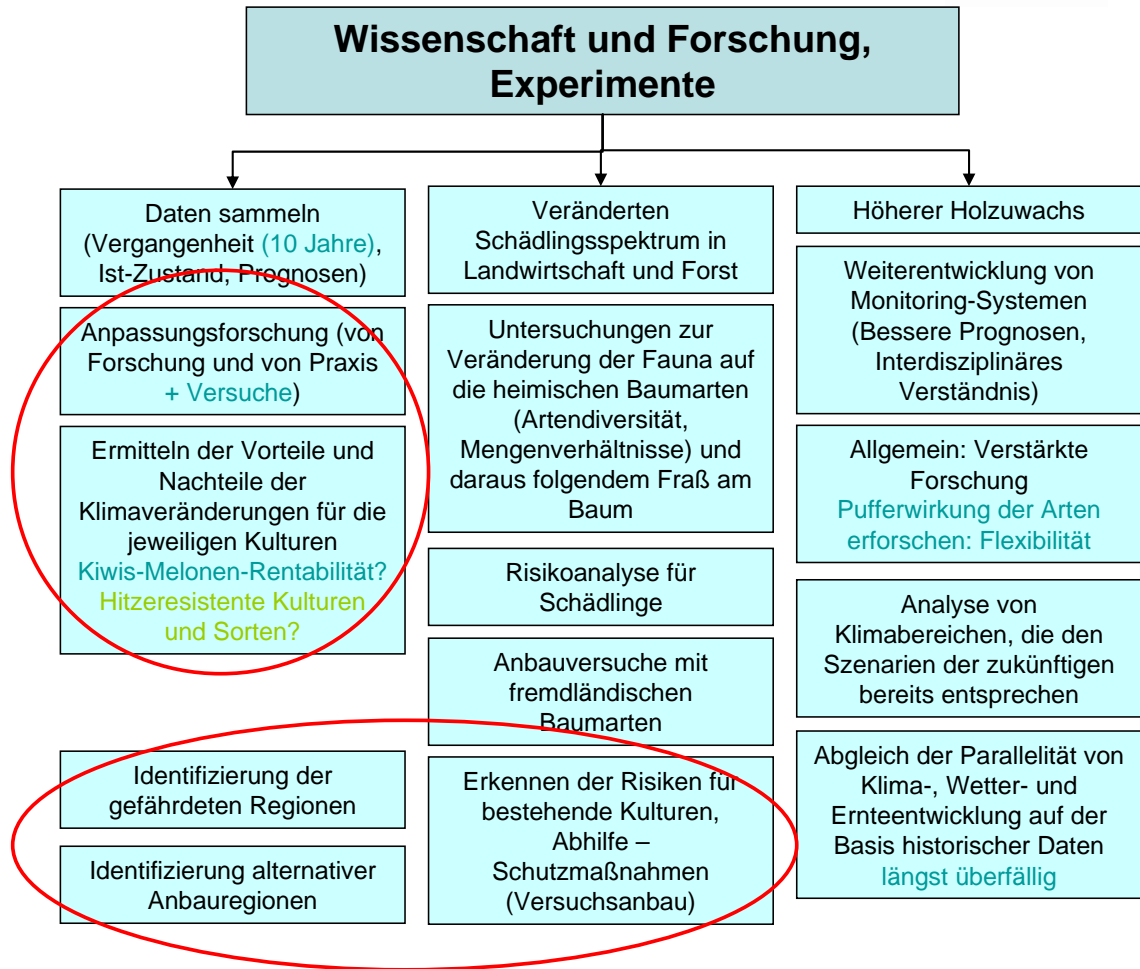 Wissenschaft und Forschung,
Experimente
Daten sammeln
(Vergangenheit (10 Jahre),
Ist-Zustand, Prognosen)
Anpassungsforschung (von
Forschung und von Praxis
+ Versuche)
Ermitteln der Vorteile und
Nachteile der
Klimaveränderungen für die
jeweiligen Kulturen
Kiwis-Melonen-Rentabilität?
Hitzeresistente Kulturen
und Sorten?
Identifizierung der
gefährdeten Regionen
Identifizierung alternativer
Anbauregionen
Veränderten
Schädlingsspektrum in
Landwirtschaft und Forst
Untersuchungen zur
Veränderung der Fauna auf
die heimischen Baumarten
(Artendiversität,
Mengenverhältnisse) und
daraus folgendem Fraß am
Baum
Risikoanalyse für
Schädlinge
Anbauversuche mit
fremdländischen
Baumarten
Erkennen der Risiken für
bestehende Kulturen,
Abhilfe –
Schutzmaßnahmen
(Versuchsanbau)
Höherer Holzuwachs
Weiterentwicklung von
Monitoring-Systemen
(Bessere Prognosen,
Interdisziplinäres
Verständnis)
Allgemein: Verstärkte
Forschung
Pufferwirkung der Arten
erforschen: Flexibilität
Analyse von
Klimabereichen, die den
Szenarien der zukünftigen
bereits entsprechen
Abgleich der Parallelität von
Klima-, Wetter- und
Ernteentwicklung auf der
Basis historischer Daten
längst überfällig